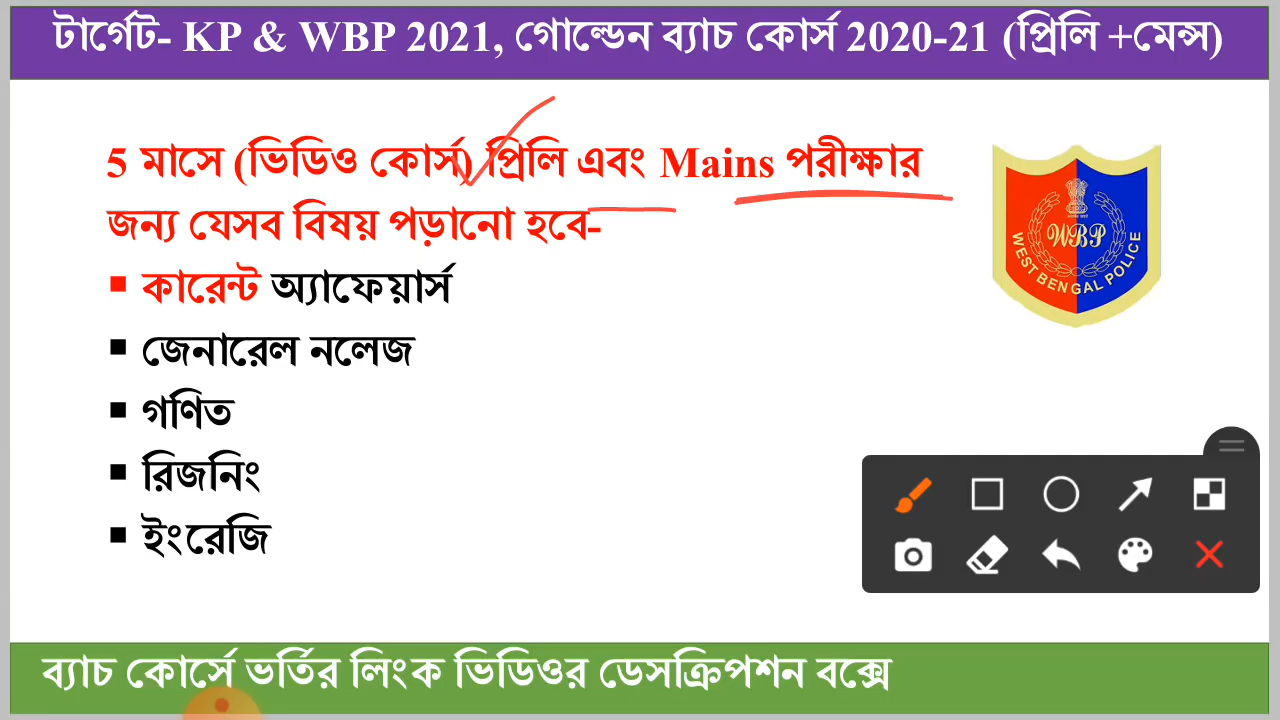 টার্গেট- KP & WBP 2021, গোল্ডেন ব্যাচ কোর্স 2020-21 (প্রিলি +মেন্স)
5 মাসে (ভিডিও কোর্স) প্রিলি এবং Mains পরীক্ষার
জন্য যেসব বিষয় পড়ানো হবে-
▪ কারেন্ট অ্যাফেয়ার্স
▪ জেনারেল নলেজ
▪ গণিত
▪ রিজনিং
▪ ইংরেজি
WBP
WEST BENGAL POLICE
ব্যাচ কোর্সে ভর্তির লিংক ভিডিওর ডেসক্রিপশন বক্সে